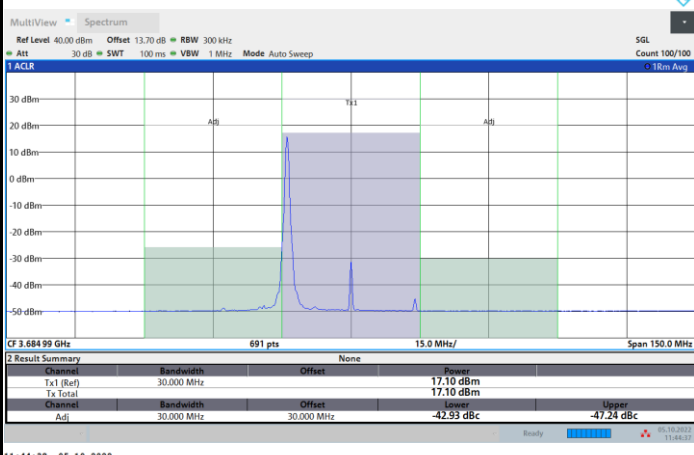 MultiView Spectrum
Ref Level 40.00 dBm Offset 13.70 dB RBW 300 kHz SGL
Att 30 dB SWT 100 ms VBW 1 MHz Mode Auto Sweep Count 100/100
1 ACLR 1Rm Avg
30 dBm
Tx1
20 dBm Adj Adj
10 dBm
0 dBm
-10 dBm
-20 dBm
-30 dBm
-40 dBm
-50 dBm
CF 3.684 99 GHz 691 pts 15.0 MHz/ Span 150.0 MHz
2 Result Summary None
Channel Bandwidth Offset Power
Tx1 (Ref) 30.000 MHz 17.10 dBm
Tx Total 17.10 dBm
Channel Bandwidth Offset Lower Upper
Adj 30.000 MHz 30.000 MHz -42.93 dBc -47.24 dBc
Ready 05.10.2022
11:44:37